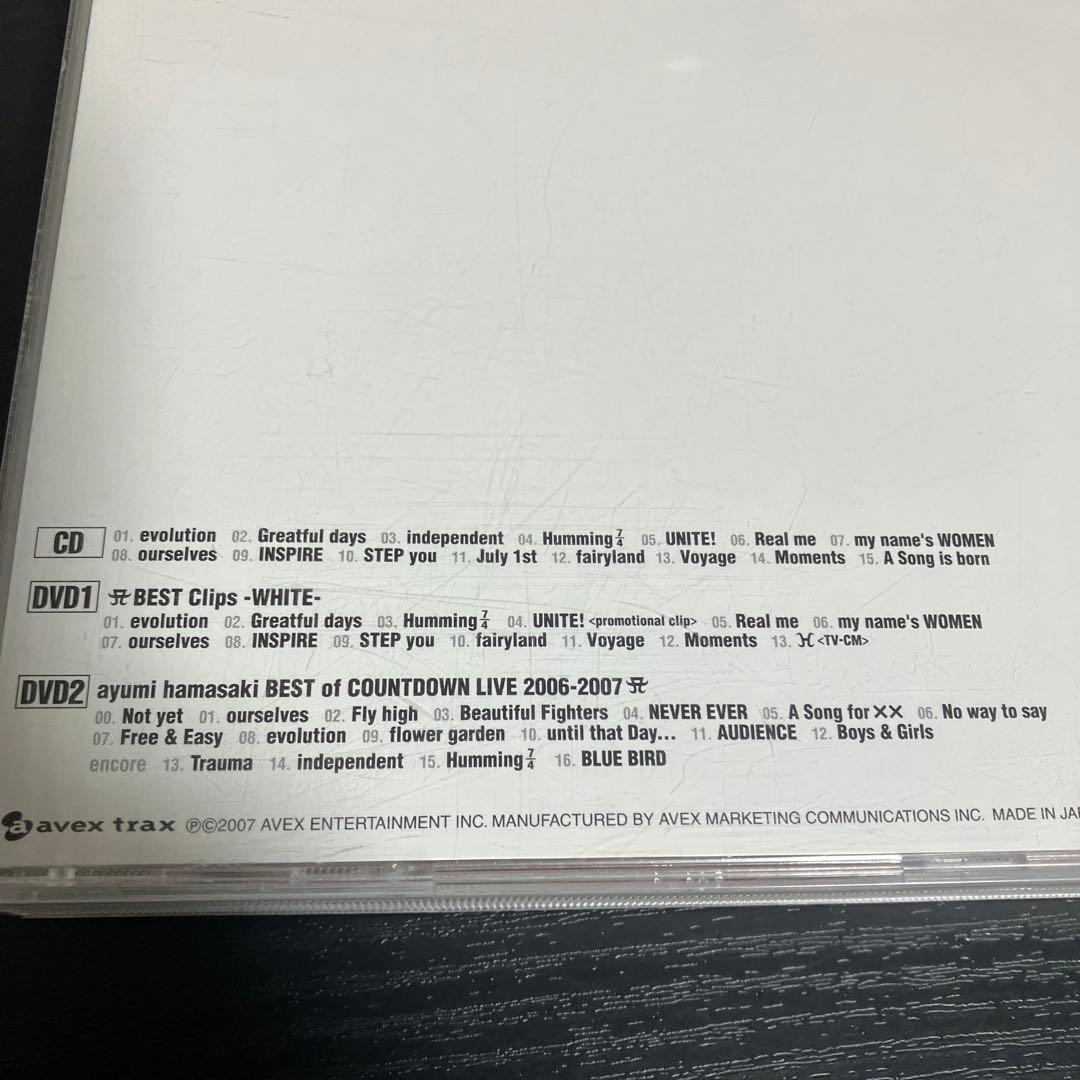 CD 01. evolution 02. Greatful days 03. independent 04. Humming 7/4 05. UNITE! 06. Real me 07. my name's WOMEN
08. ourselves 09. INSPIRE 10. STEP you 11. July 1st 12. fairyland 13. Voyage 14. Moments 15. A Song is born
DVD1 A BEST Clips -WHITE-
01. evolution 02. Greatful days 03. Humming 7/4 04. UNITE! <promotional clip> 05. Real me 06. my name's WOMEN
07. ourselves 08. INSPIRE 09. STEP you 10. fairyland 11. Voyage 12. Moments 13. H <TV-CM>
DVD2 ayumi hamasaki BEST of COUNTDOWN LIVE 2006-2007 A
00. Not yet 01. ourselves 02. Fly high 03. Beautiful Fighters 04. NEVER EVER 05. A Song for ×× 06. No way to say
07. Free & Easy 08. evolution 09. flower garden 10. until that Day... 11. AUDIENCE 12. Boys & Girls
encore 13. Trauma 14. independent 15. Humming 7/4 16. BLUE BIRD
a avex trax ℗©2007 AVEX ENTERTAINMENT INC. MANUFACTURED BY AVEX MARKETING COMMUNICATIONS INC. MADE IN JA